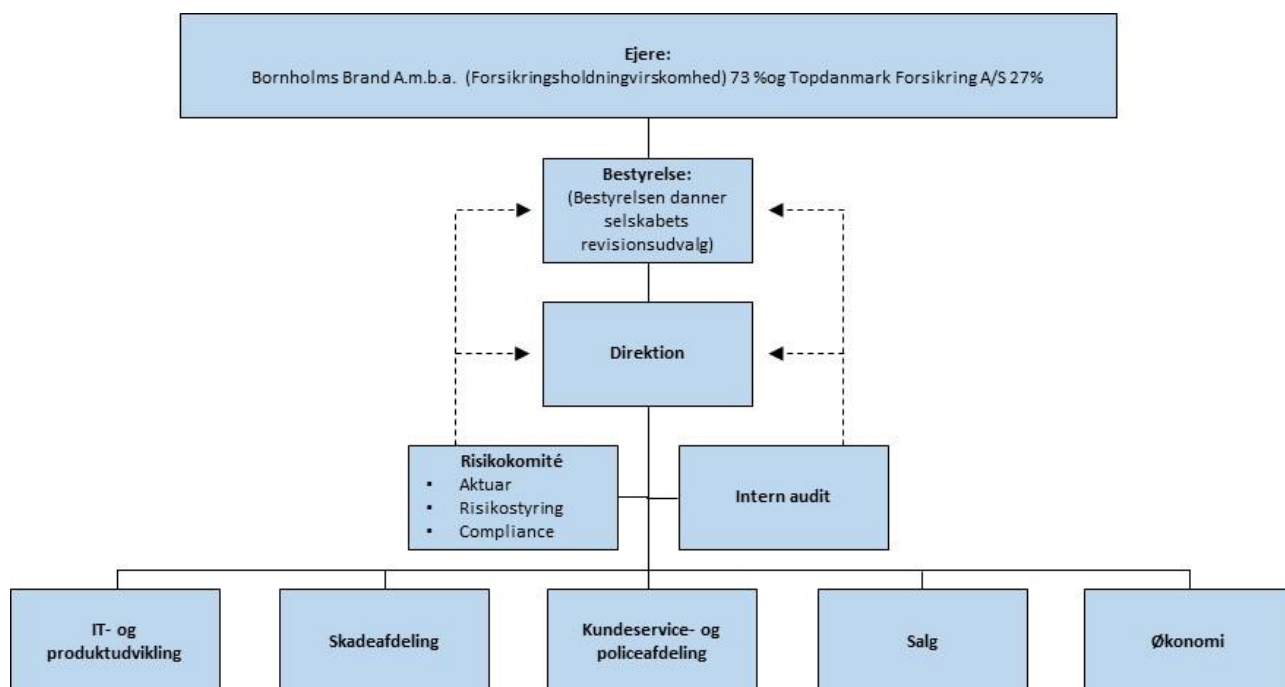 Ejere:
Bornholms Brand A.m.b.a. (Forsikringsholdningvirskomhed) 73 %og Topdanmark Forsikring A/S 27%
Bestyrelse:
(Bestyrelsen danner
selskabets
revisionsudvalg)
Direktion
Risikokomité
• Aktuar
• Risikostyring
• Compliance
Intern audit
IT- og
produktudvikling
Skadeafdeling
Kundeservice- og
policeafdeling
Salg
Økonomi